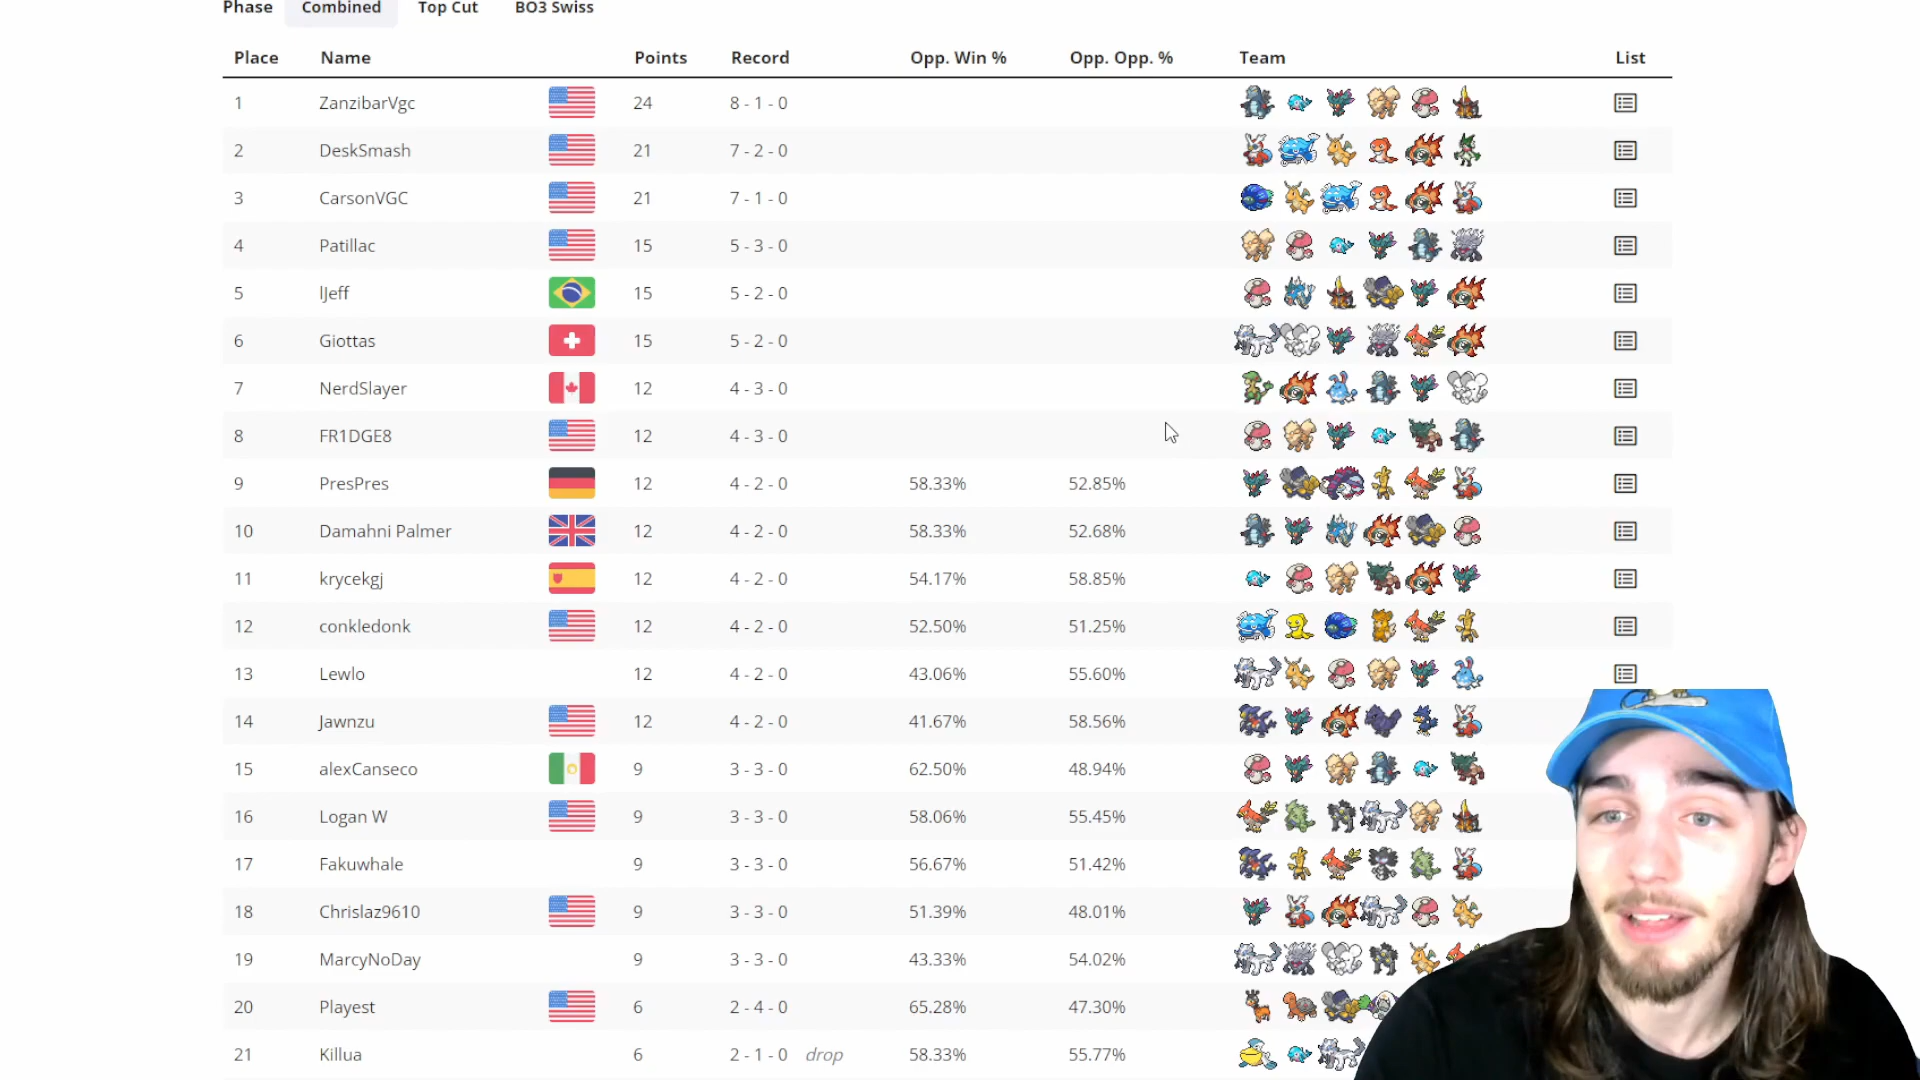 Phase Combined Top Cut BO3 Swiss
Place Name Points Record Opp. Win % Opp. Opp. % Team List
1 ZanzibarVgc 24 8 - 1 - 0
2 DeskSmash 21 7 - 2 - 0
3 CarsonVGC 21 7 - 1 - 0
4 Patillac 15 5 - 3 - 0
5 lJeff 15 5 - 2 - 0
6 Giottas 15 5 - 2 - 0
7 NerdSlayer 12 4 - 3 - 0
8 FR1DGE8 12 4 - 3 - 0
9 PresPres 12 4 - 2 - 0 58.33% 52.85%
10 Damahni Palmer 12 4 - 2 - 0 58.33% 52.68%
11 krycekgj 12 4 - 2 - 0 54.17% 58.85%
12 conkledonk 12 4 - 2 - 0 52.50% 51.25%
13 Lewlo 12 4 - 2 - 0 43.06% 55.60%
14 Jawnzu 12 4 - 2 - 0 41.67% 58.56%
15 alexCanseco 9 3 - 3 - 0 62.50% 48.94%
16 Logan W 9 3 - 3 - 0 58.06% 55.45%
17 Fakuwhale 9 3 - 3 - 0 56.67% 51.42%
18 Chrislaz9610 9 3 - 3 - 0 51.39% 48.01%
19 MarcyNoDay 9 3 - 3 - 0 43.33% 54.02%
20 Playest 6 2 - 4 - 0 65.28% 47.30%
21 Killua 6 2 - 1 - 0 drop 58.33% 55.77%